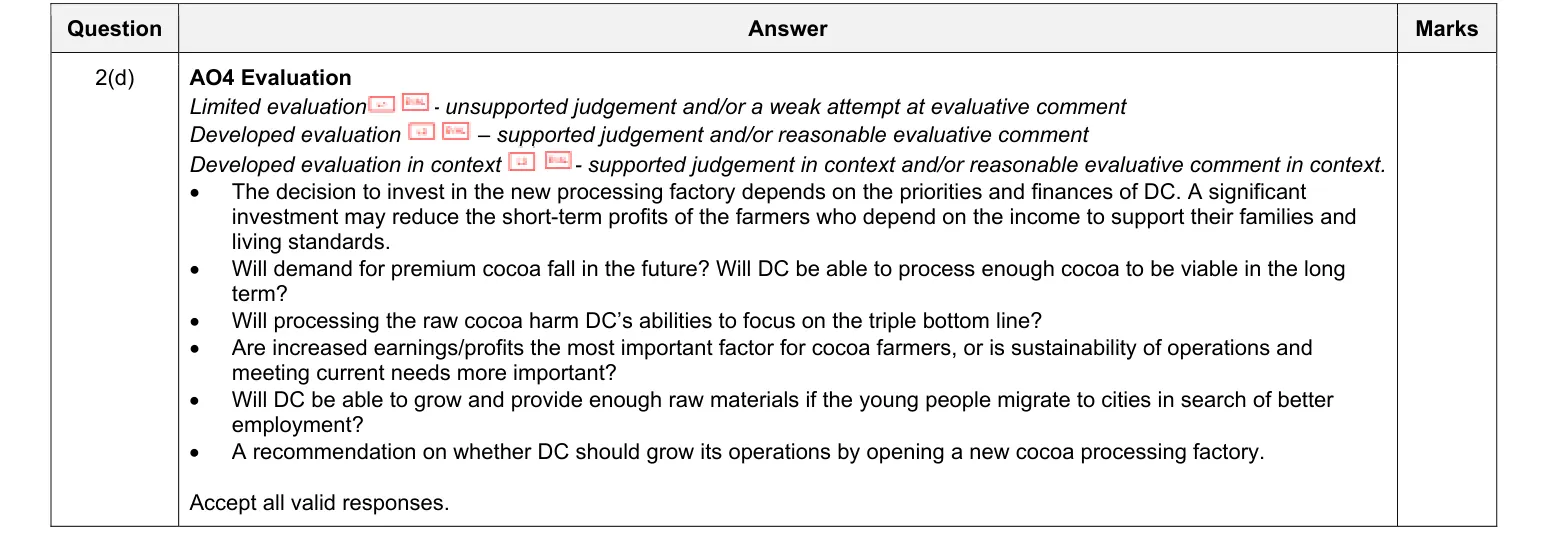 Question Answer Marks
2(d) AO4 Evaluation
Limited evaluation - unsupported judgement and/or a weak attempt at evaluative comment
Developed evaluation – supported judgement and/or reasonable evaluative comment
Developed evaluation in context - supported judgement in context and/or reasonable evaluative comment in context.
• The decision to invest in the new processing factory depends on the priorities and finances of DC. A significant
investment may reduce the short-term profits of the farmers who depend on the income to support their families and
living standards.
• Will demand for premium cocoa fall in the future? Will DC be able to process enough cocoa to be viable in the long
term?
• Will processing the raw cocoa harm DC’s abilities to focus on the triple bottom line?
• Are increased earnings/profits the most important factor for cocoa farmers, or is sustainability of operations and
meeting current needs more important?
• Will DC be able to grow and provide enough raw materials if the young people migrate to cities in search of better
employment?
• A recommendation on whether DC should grow its operations by opening a new cocoa processing factory.
Accept all valid responses.